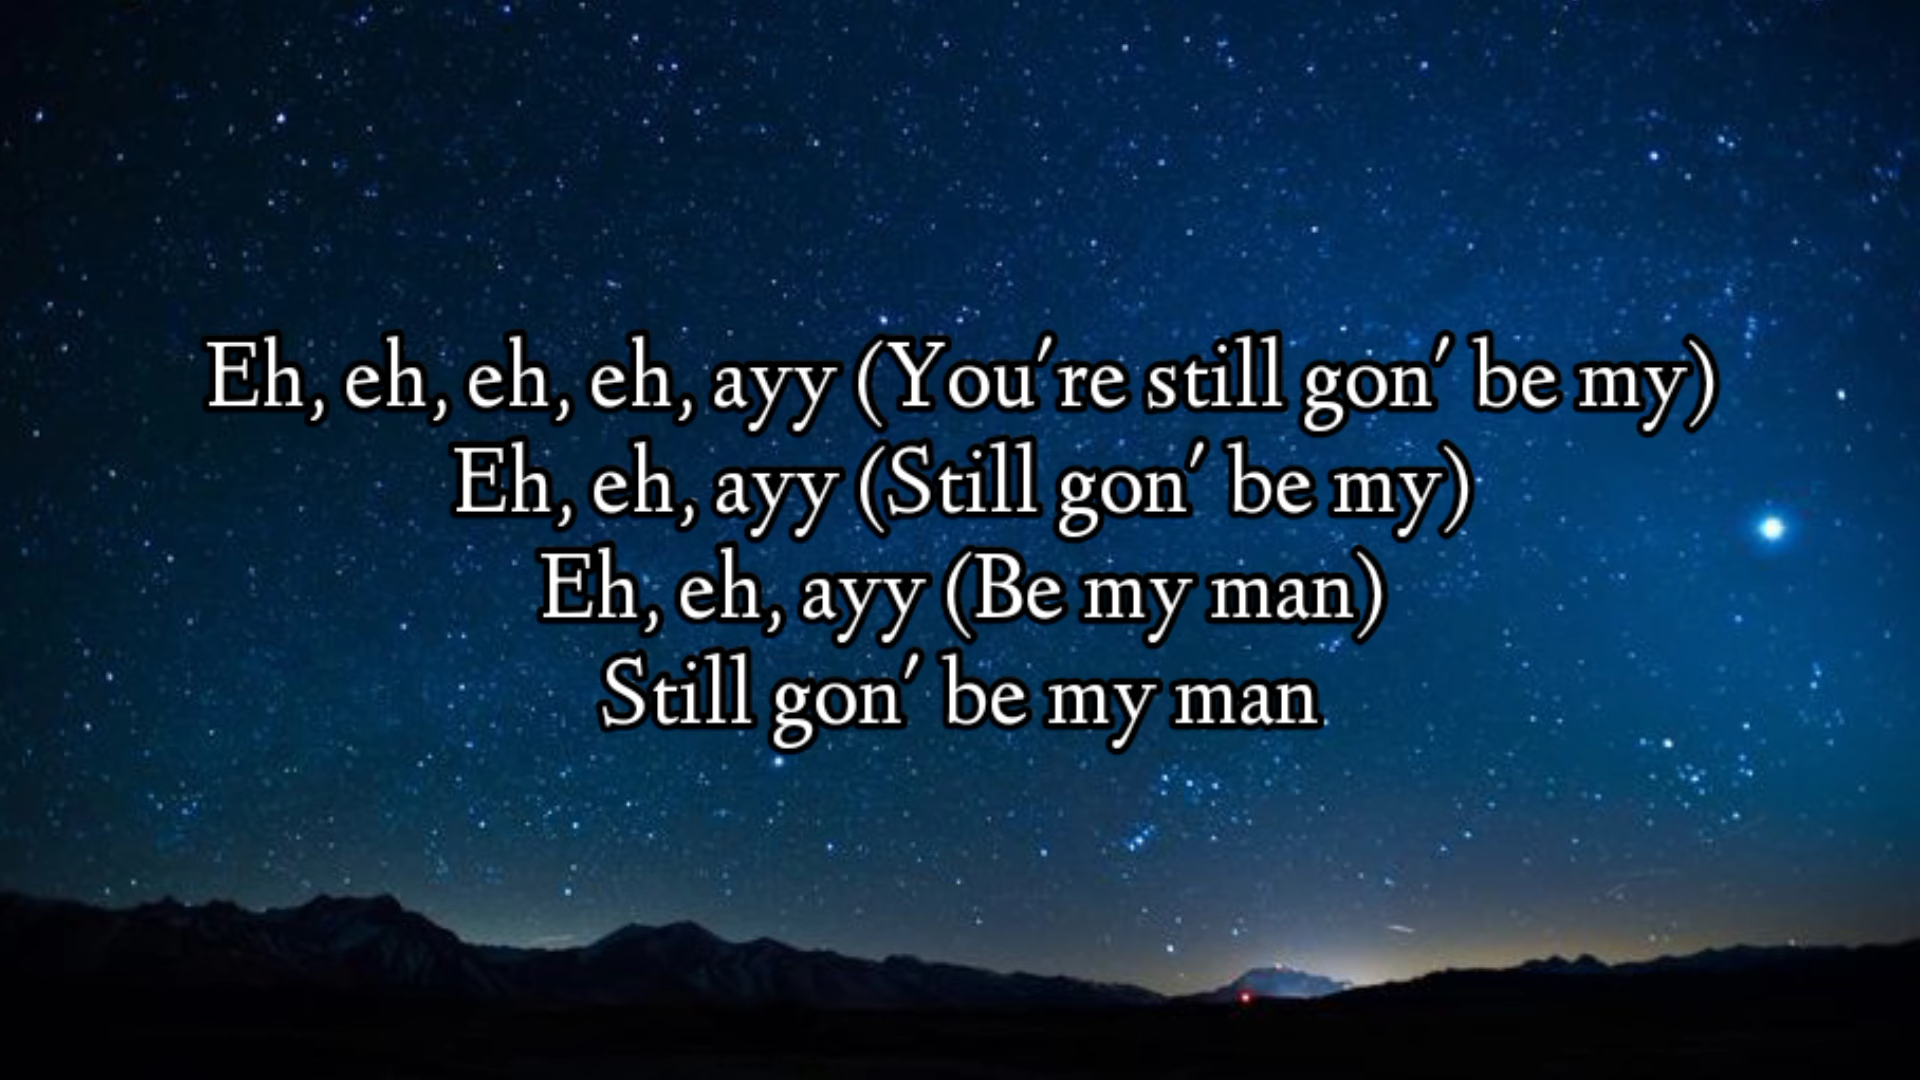 Eh, eh, eh, eh, ayy (You're still gon' be my)
Eh, eh, ayy (Still gon' be my)
Eh, eh, ayy (Be my man)
Still gon' be my man